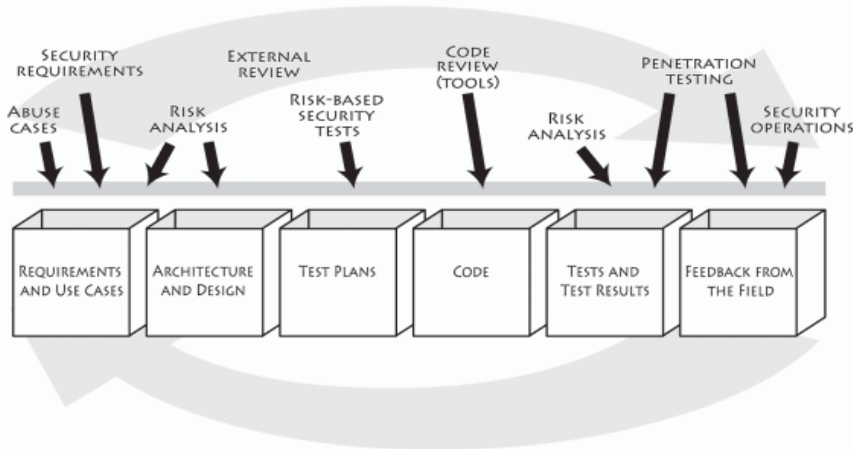 SECURITY
REQUIREMENTS
EXTERNAL
REVIEW
CODE
REVIEW
(TOOLS)
PENETRATION
TESTING
ABUSE
CASES
RISK
ANALYSIS
RISK-BASED
SECURITY
TESTS
RISK
ANALYSIS
SECURITY
OPERATIONS
REQUIREMENTS
AND USE CASES
ARCHITECTURE
AND DESIGN
TEST PLANS
CODE
TESTS AND
TEST RESULTS
FEEDBACK FROM
THE FIELD